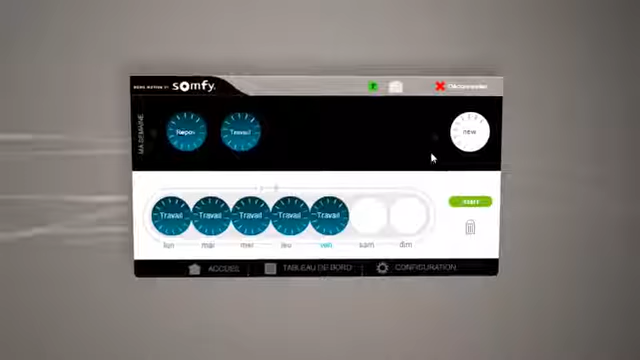 somfy.
Déconnecter
MA SEMAINE
Repos
Travail
new
Travail
Travail
Travail
Travail
Travail
lun
mar
mer
jeu
ven
sam
dim
ACCUEIL
TABLEAU DE BORD
CONFIGURATION